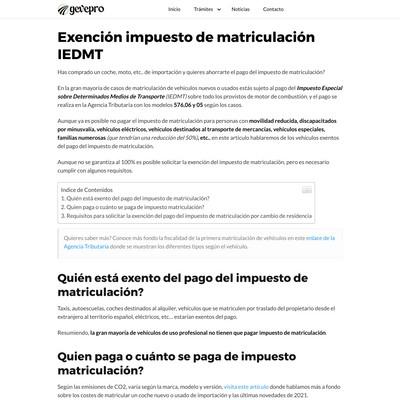 gerepro
Inicio Trámites Noticias Contacto
Exención impuesto de matriculación
IEDMT
Has comprado un coche, moto, etc.. de importación y quieres ahorrarte el pago del impuesto de matriculación?
En la gran mayoría de casos de matriculación de vehículos nuevos o usados estás sujeto al pago del Impuesto Especial
sobre Determinados Medios de Transporte (IEDMT) sobre todo los provistos de motor de combustión, y el pago se
realiza en la Agencia Tributaria con los modelos 576,06 y 05 según los casos.
Aunque ya es posible no pagar el impuesto de matriculación para personas con movilidad reducida, discapacitados
por minusvalía, vehículos eléctricos, vehículos destinados al transporte de mercancías, vehículos especiales,
familias numerosas (que tendrían una reducción del 50%), etc., en este artículo hablaremos de los vehículos exentos
del pago del impuesto de matriculación.
Aunque no se garantiza al 100% es posible solicitar la exención del impuesto de matriculación, pero es necesario
cumplir con algunos requisitos.
Indice de Contenidos
1. Quién está exento del pago del impuesto de matriculación?
2. Quien paga o cuánto se paga de impuesto matriculación?
3. Requisitos para solicitar la exención del pago del impuesto de matriculación por cambio de residencia
Quieres saber más? Conoce más fondo la fiscalidad de la primera matriculación de vehículos en este enlace de la
Agencia Tributaria donde se muestran los diferentes tipos según el vehículo.
Quién está exento del pago del impuesto de
matriculación?
Taxis, autoescuelas, coches destinados al alquiler, vehículos que se matriculen por traslado del propietario desde el
extranjero al territorio español, eléctricos, etc... estarían exentos del pago.
Resumiendo, la gran mayoría de vehículos de uso profesional no tienen que pagar impuesto de matriculación.
Quien paga o cuánto se paga de impuesto
matriculación?
Según las emisiones de CO2, varía según la marca, modelo y versión, visita este artículo donde hablamos más a fondo
sobre los costes de matricular un coche nuevo o usado de importación y las últimas novedades de 2021.